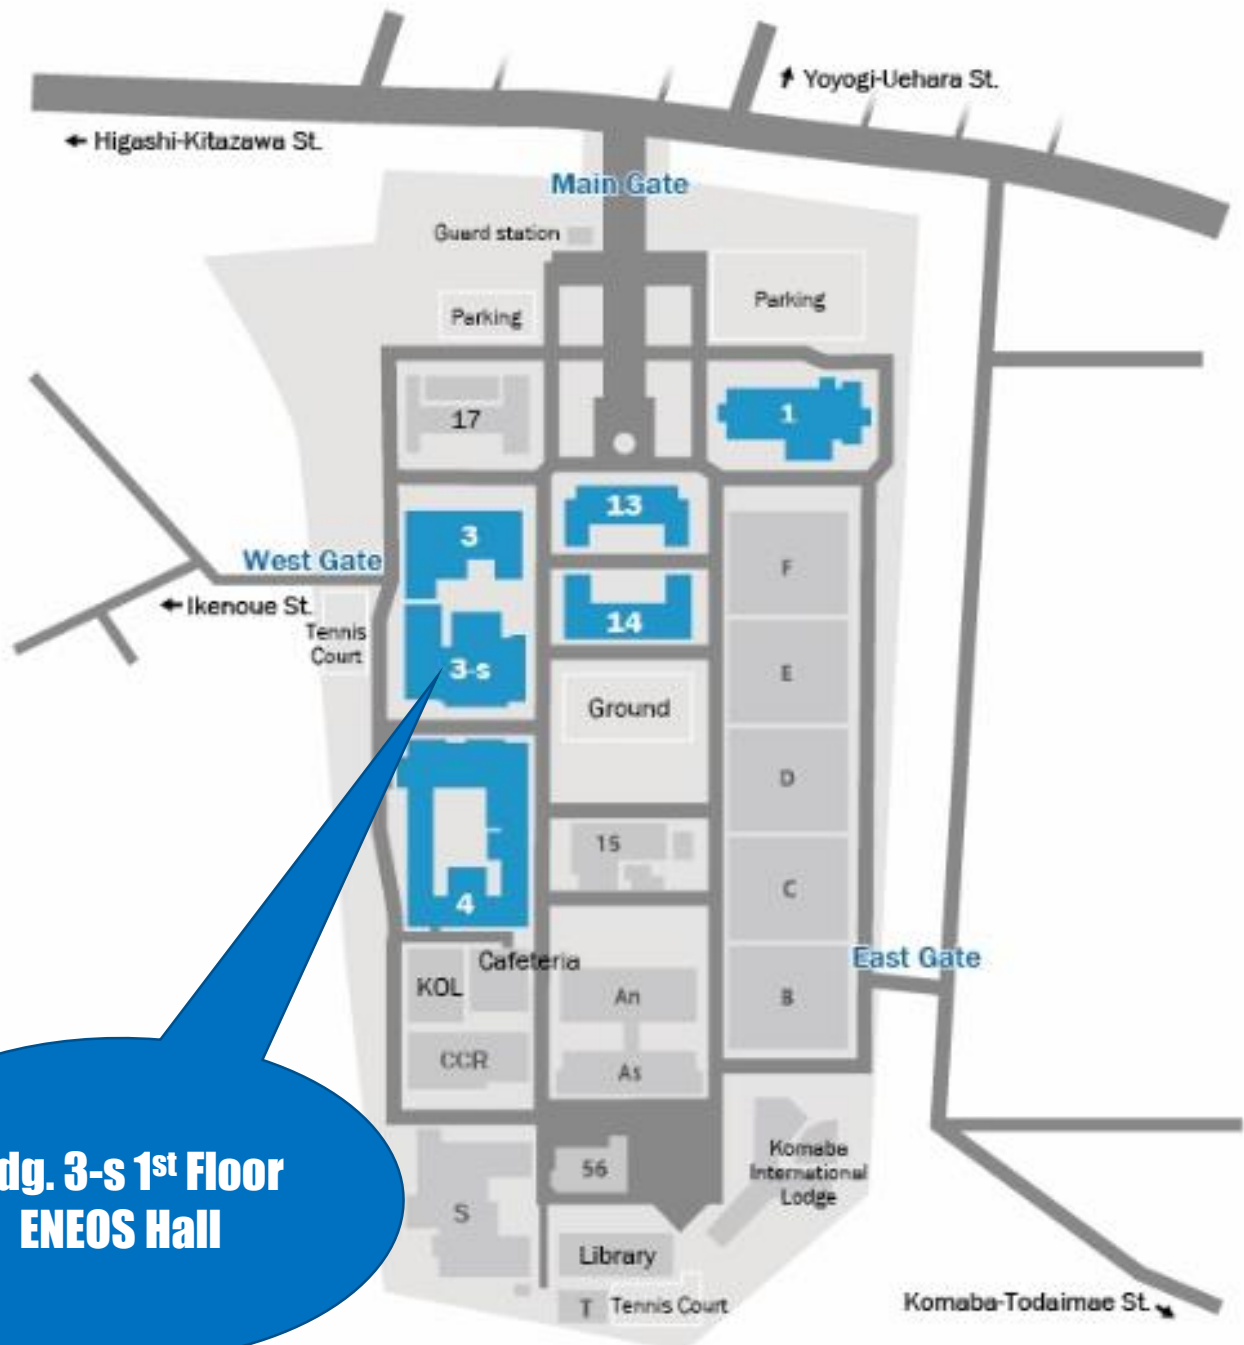 Yoyogi-Uehara St.
Higashi-Kitazawa St.
Main Gate
Guard station
Parking
Parking
17
1
13
3
West Gate
F
Ikenoue St.
14
Tennis
Court
3-s
E
Ground
D
15
C
4
Cafeteria
East Gate
KOL
An
B
CCR
As
Komaba
International
Lodge
56
dg. 3-s 1st Floor
ENEOS Hall
S
Library
T
Tennis Court
Komaba-Todaimae St.